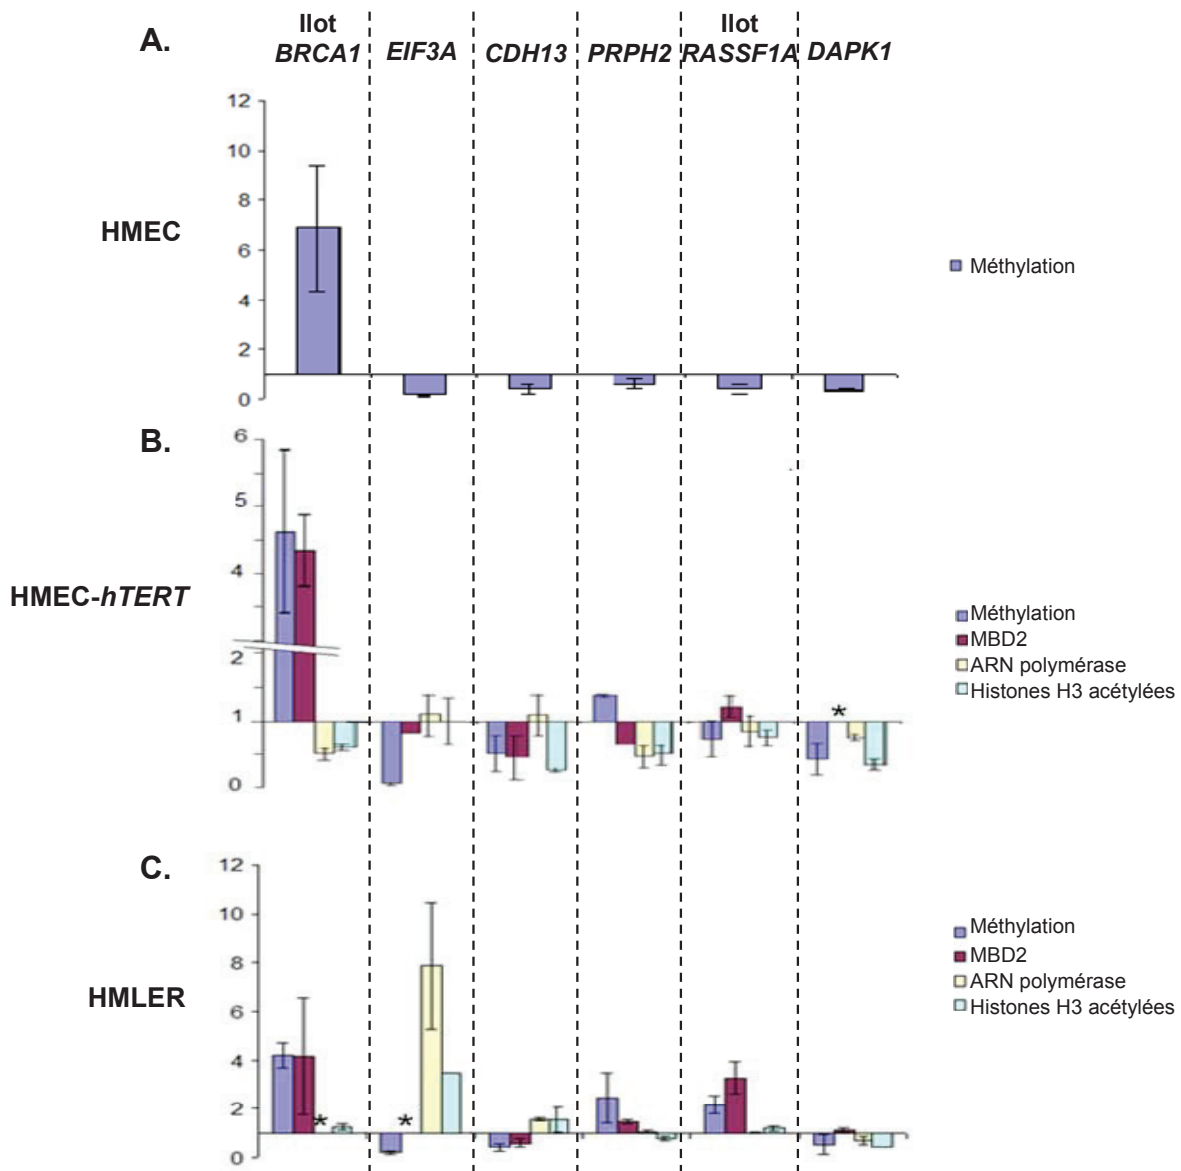 A.
Ilot Ilot
BRCA1 EIF3A CDH13 PRPH2 RASSF1A DAPK1
12
10
8
6
4
2
0
HMEC
Méthylation
B.
6
5
4
2
1
0
HMEC-hTERT
*
Méthylation
MBD2
ARN polymérase
Histones H3 acétylées
C.
12
10
8
6
4
2
0
HMLER
* *
Méthylation
MBD2
ARN polymérase
Histones H3 acétylées